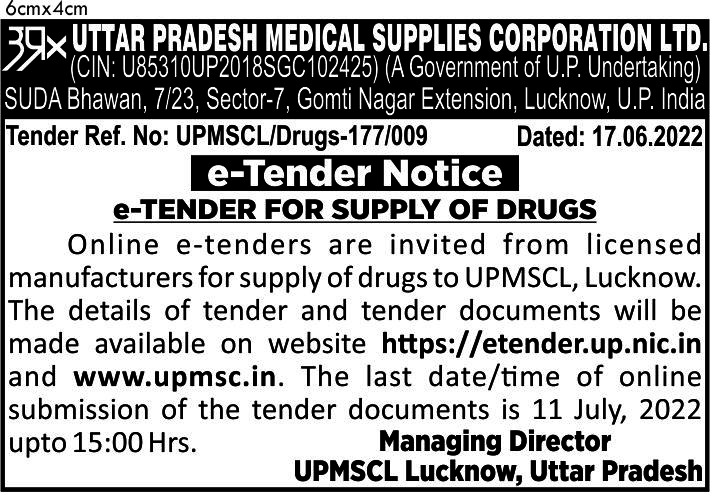 6cmx4cm
UTTAR PRADESH MEDICAL SUPPLIES CORPORATION LTD.
(CIN: U85310UP2018SGC102425) (A Government of U.P. Undertaking)
SUDA Bhawan, 7/23, Sector-7, Gomti Nagar Extension, Lucknow, U.P. India
Tender Ref. No: UPMSCL/Drugs-177/009 Dated: 17.06.2022
e-Tender Notice
e-TENDER FOR SUPPLY OF DRUGS
Online e-tenders are invited from licensed
manufacturers for supply of drugs to UPMSCL, Lucknow.
The details of tender and tender documents will be
made available on website https://etender.up.nic.in
and www.upmsc.in. The last date/time of online
submission of the tender documents is 11 July, 2022
upto 15:00 Hrs. Managing Director
UPMSCL Lucknow, Uttar Pradesh